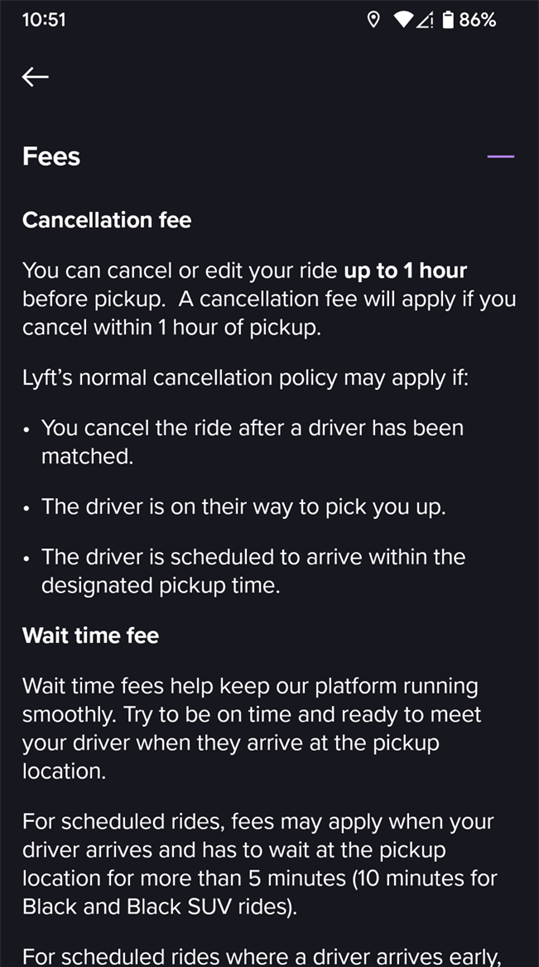 10:51
86%
Fees
Cancellation fee
You can cancel or edit your ride up to 1 hour
before pickup.  A cancellation fee will apply if you
cancel within 1 hour of pickup.
Lyft's normal cancellation policy may apply if:
• You cancel the ride after a driver has been
matched.
• The driver is on their way to pick you up.
• The driver is scheduled to arrive within the
designated pickup time.
Wait time fee
Wait time fees help keep our platform running
smoothly. Try to be on time and ready to meet
your driver when they arrive at the pickup
location.
For scheduled rides, fees may apply when your
driver arrives and has to wait at the pickup
location for more than 5 minutes (10 minutes for
Black and Black SUV rides).
For scheduled rides where a driver arrives early,